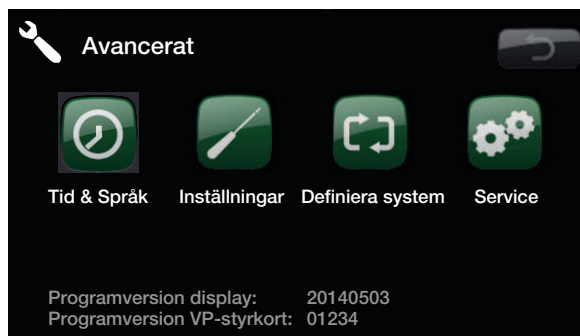 Avancerat
Tid & Språk Inställningar Definiera system Service
Programversion display: 20140503
Programversion VP-styrkort: 01234